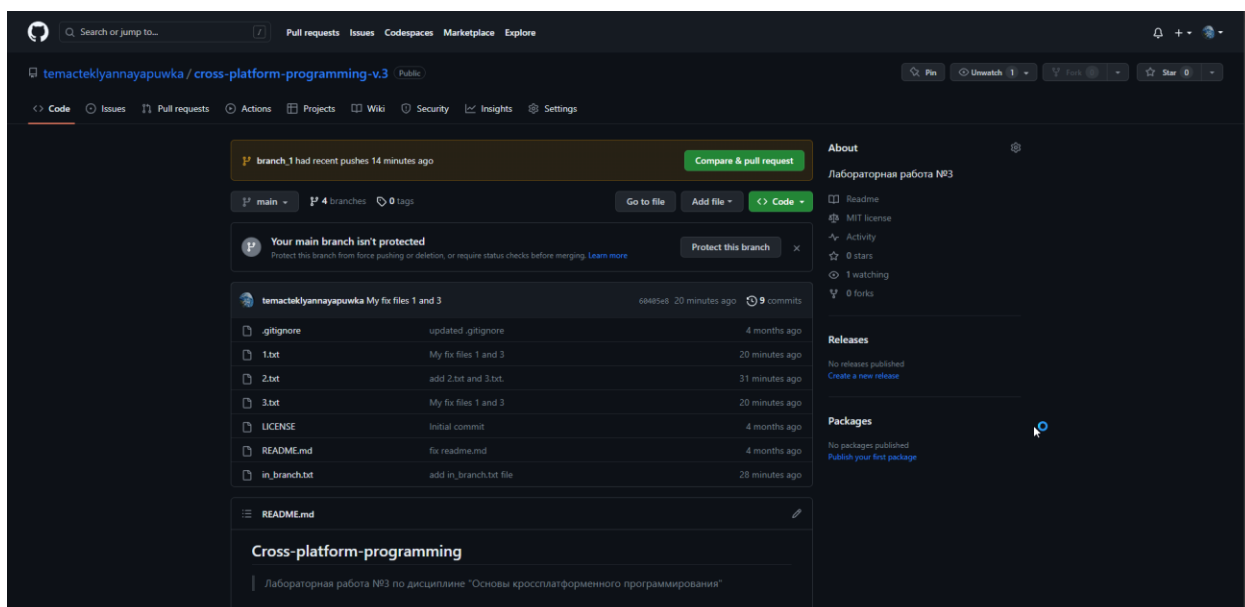 Search or jump to... / Pull requests Issues Codespaces Marketplace Explore
temacteklyannayapuwka / cross-platform-programming-v.3 Public
Pin Unwatch 1 Fork Star 0
Code Issues Pull requests Actions Projects Wiki Security Insights Settings
branch_1 had recent pushes 14 minutes ago Compare & pull request
main 4 branches 0 tags Go to file Add file Code
Your main branch isn't protected
Protect this branch from force pushing or deletion, or require status checks before merging. Learn more
Protect this branch
temacteklyannayapuwka My fix files 1 and 3 60405e8 20 minutes ago 9 commits
.gitignore updated .gitignore 4 months ago
1.txt My fix files 1 and 3 20 minutes ago
2.txt add 2.txt and 3.txt. 31 minutes ago
3.txt My fix files 1 and 3 20 minutes ago
LICENSE Initial commit 4 months ago
README.md fix readme.md 4 months ago
in_branch.txt add in_branch.txt file 28 minutes ago
README.md
Cross-platform-programming
Лабораторная работа №3 по дисциплине "Основы кроссплатформенного программирования"
About
Лабораторная работа №3
Readme
MIT license
Activity
0 stars
1 watching
0 forks
Releases
No releases published
Create a new release
Packages
No packages published
Publish your first package